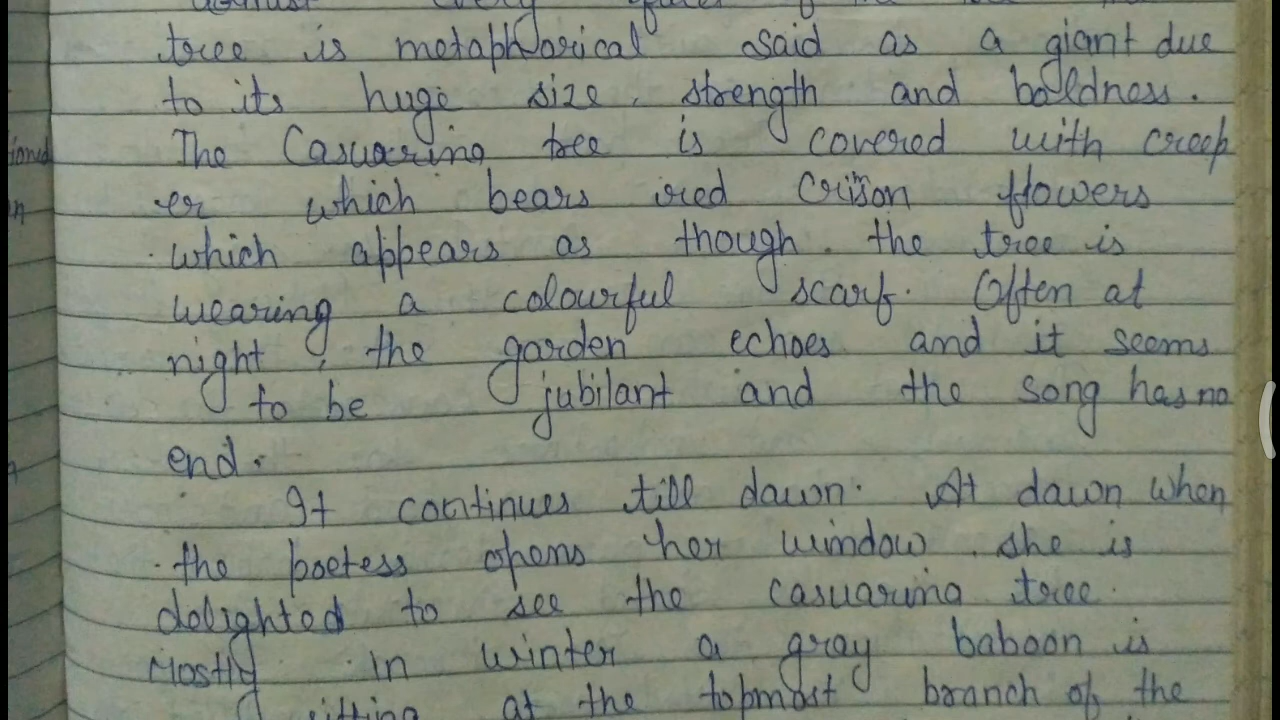 tree is metaphorical said as a giant due
to its huge size, strength and boldness.
The Casuarina tree is covered with creep
er which bears red crison flowers
which appears as though the tree is
wearing a colourful scarf. Often at
night, the garden echoes and it seems
to be jubilant and the song has no
end.
It continues till dawn. At dawn when
the poetess opens her window she is
delighted to see the casuarina tree.
Mostly in winter a gray baboon is
sitting at the topmost branch of the